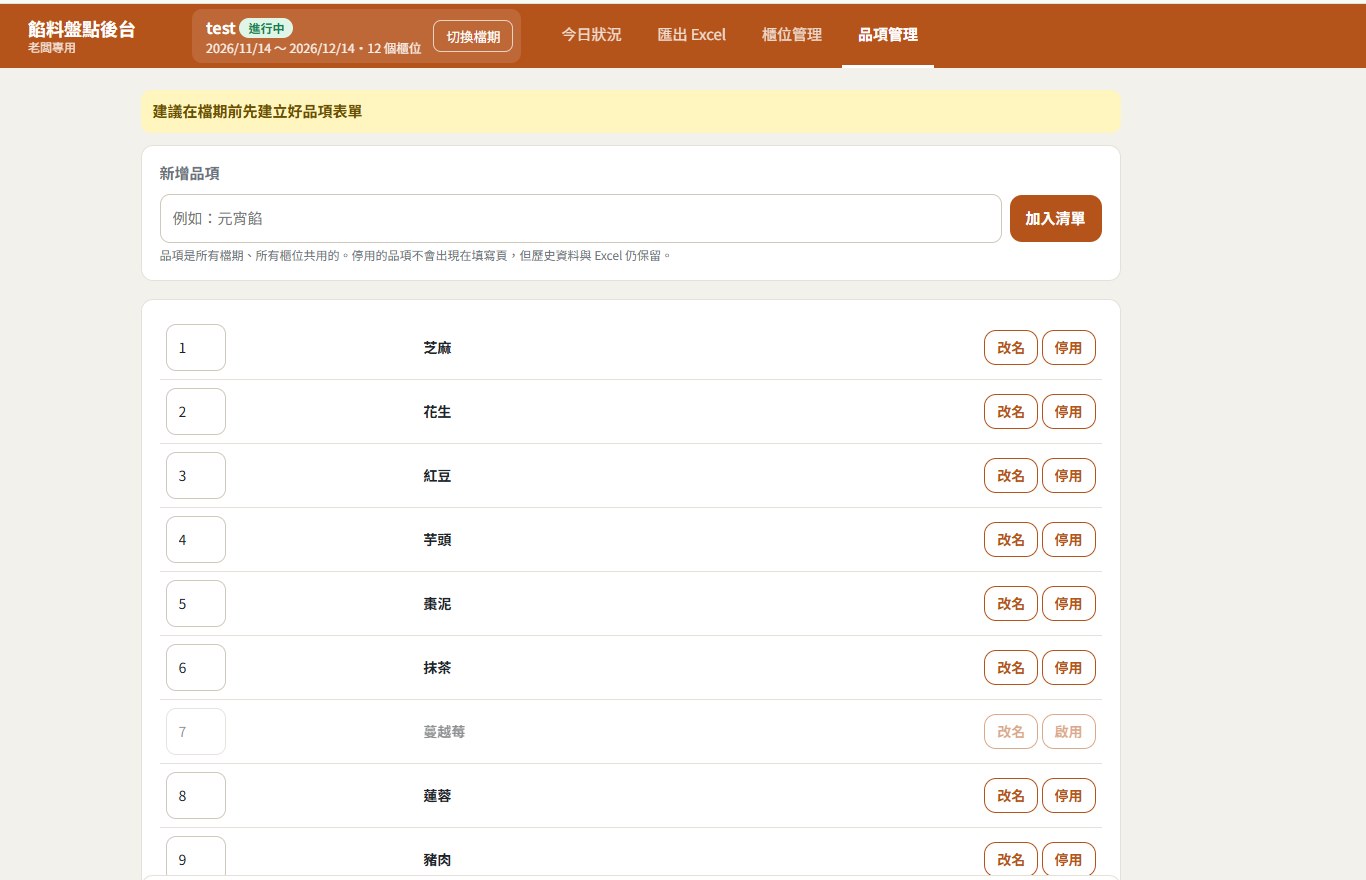 餡料盤點後台
老闆專用
test 進行中
2026/11/14 ～ 2026/12/14・12 個櫃位
切換檔期
今日狀況
匯出 Excel
櫃位管理
品項管理
建議在檔期前先建立好品項表單
新增品項
例如：元宵餡
加入清單
品項是所有檔期、所有櫃位共用的。停用的品項不會出現在填寫頁，但歷史資料與 Excel 仍保留。
1 芝麻 改名 停用
2 花生 改名 停用
3 紅豆 改名 停用
4 芋頭 改名 停用
5 棗泥 改名 停用
6 抹茶 改名 停用
7 蔓越莓 改名 啟用
8 蓮蓉 改名 停用
9 豬肉 改名 停用